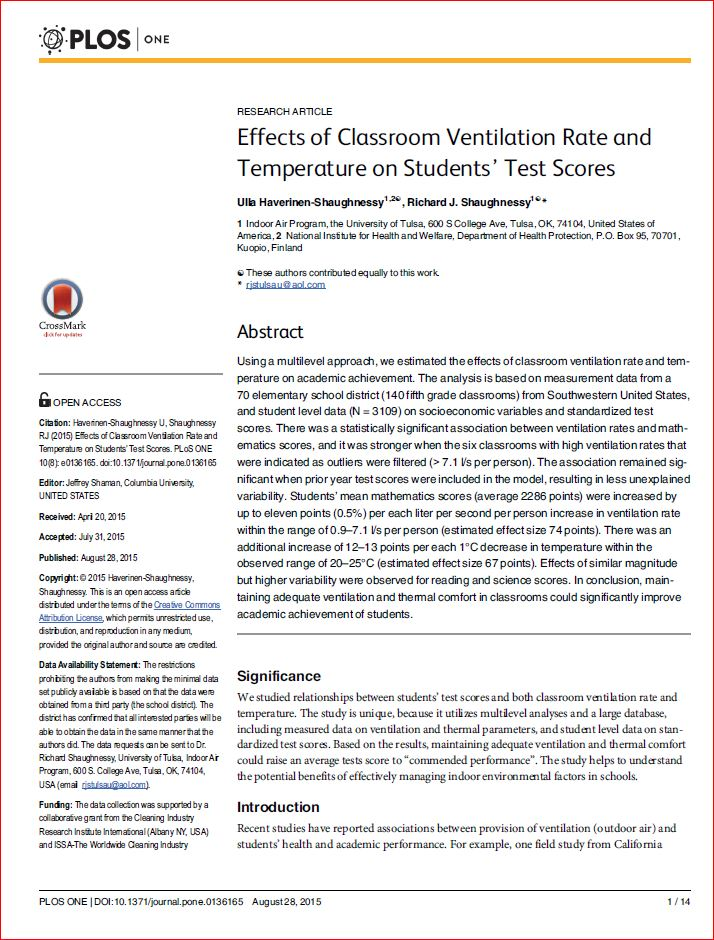 PLOS ONE
RESEARCH ARTICLE
Effects of Classroom Ventilation Rate and
Temperature on Students' Test Scores
Ulla Haverinen-Shaughnessy1,2☯, Richard J. Shaughnessy1☯*
1 Indoor Air Program, the University of Tulsa, 600 S College Ave, Tulsa, OK, 74104, United States of
America, 2 National Institute for Health and Welfare, Department of Health Protection, P.O. Box 95, 70701,
Kuopio, Finland
☯ These authors contributed equally to this work.
* rjstulsau@aol.com
Abstract
Using a multilevel approach, we estimated the effects of classroom ventilation rate and tem-
perature on academic achievement. The analysis is based on measurement data from a
70 elementary school district (140 fifth grade classrooms) from Southwestern United States,
and student level data (N = 3109) on socioeconomic variables and standardized test
scores. There was a statistically significant association between ventilation rates and math-
ematics scores, and it was stronger when the six classrooms with high ventilation rates that
were indicated as outliers were filtered (> 7.1 l/s per person). The association remained sig-
nificant when prior year test scores were included in the model, resulting in less unexplained
variability. Students' mean mathematics scores (average 2286 points) were increased by
up to eleven points (0.5%) per each liter per second per person increase in ventilation rate
within the range of 0.9–7.1 l/s per person (estimated effect size 74 points). There was an
additional increase of 12–13 points per each 1°C decrease in temperature within the
observed range of 20–25°C (estimated effect size 67 points). Effects of similar magnitude
but higher variability were observed for reading and science scores. In conclusion, main-
taining adequate ventilation and thermal comfort in classrooms could significantly improve
academic achievement of students.
Significance
We studied relationships between students' test scores and both classroom ventilation rate and
temperature. The study is unique, because it utilizes multilevel analyses and a large database,
including measured data on ventilation and thermal parameters, and student level data on stan-
dardized test scores. Based on the results, maintaining adequate ventilation and thermal comfort
could raise an average tests score to "commended performance". The study helps to understand
the potential benefits of effectively managing indoor environmental factors in schools.
Introduction
Recent studies have reported associations between provision of ventilation (outdoor air) and
students' health and academic performance. For example, one field study from California
CrossMark
click for updates
OPEN ACCESS
Citation: Haverinen-Shaughnessy U, Shaughnessy
RJ (2015) Effects of Classroom Ventilation Rate and
Temperature on Students' Test Scores. PLoS ONE
10(8): e0136165. doi:10.1371/journal.pone.0136165
Editor: Jeffrey Shaman, Columbia University,
UNITED STATES
Received: April 20, 2015
Accepted: July 31, 2015
Published: August 28, 2015
Copyright: © 2015 Haverinen-Shaughnessy,
Shaughnessy. This is an open access article
distributed under the terms of the Creative Commons
Attribution License, which permits unrestricted use,
distribution, and reproduction in any medium,
provided the original author and source are credited.
Data Availability Statement: The restrictions
prohibiting the authors from making the minimal data
set publicly available is based on that the data were
obtained from a third party (the school district). The
district has confirmed that all interested parties will be
able to obtain the data in the same manner that the
authors did. The data requests can be sent to Dr.
Richard Shaughnessy, University of Tulsa, Indoor Air
Program, 600 S. College Ave, Tulsa, OK, 74104,
USA (email rjstulsau@aol.com).
Funding: The data collection was supported by a
collaborative grant from the Cleaning Industry
Research Institute International (Albany NY, USA)
and ISSA-The Worldwide Cleaning Industry
PLOS ONE | DOI:10.1371/journal.pone.0136165 August 28, 2015
1 / 14